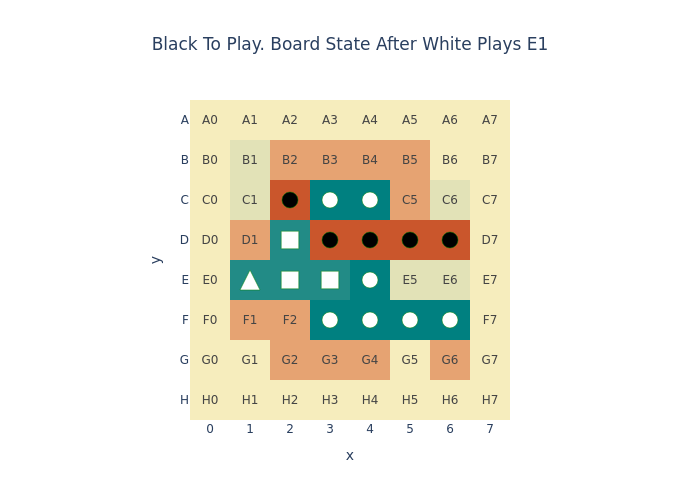 Black To Play. Board State After White Plays E1
A A0 A1 A2 A3 A4 A5 A6 A7
B B0 B1 B2 B3 B4 B5 B6 B7
C C0 C1 C5 C6 C7
D D0 D1 D7
E E0 E5 E6 E7
F F0 F1 F2 F7
G G0 G1 G2 G3 G4 G5 G6 G7
H H0 H1 H2 H3 H4 H5 H6 H7
0 1 2 3 4 5 6 7
x
y